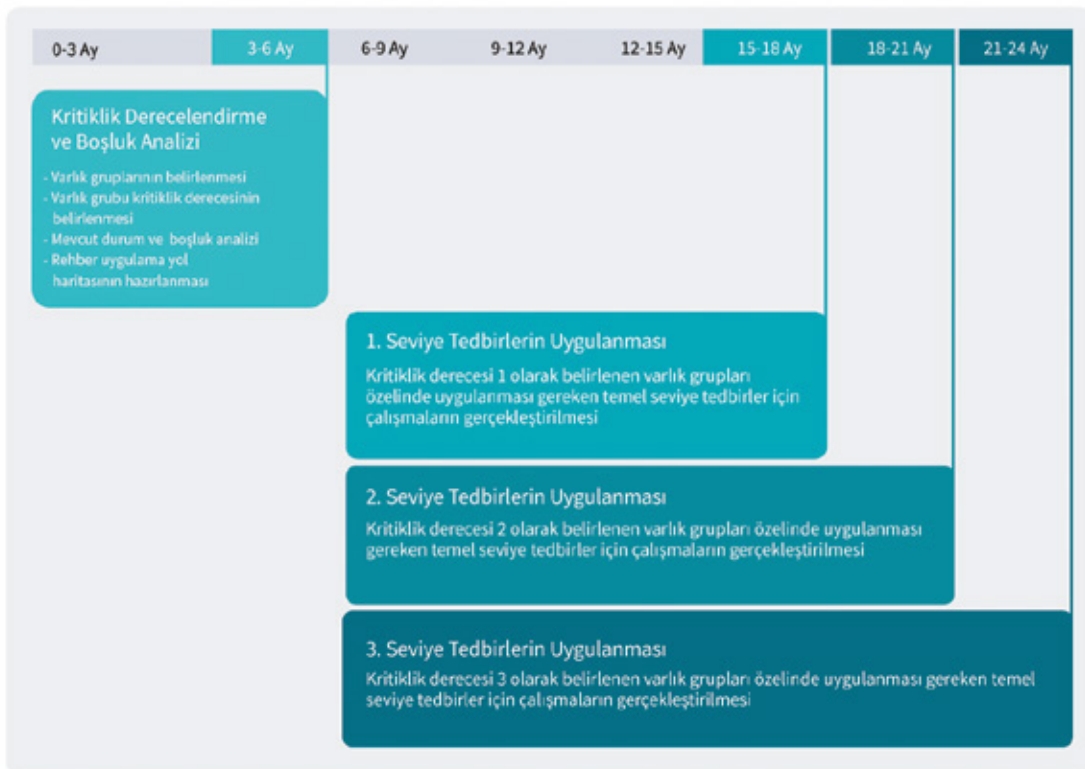 0-3 Ay 3-6 Ay 6-9 Ay 9-12 Ay 12-15 Ay 15-18 Ay 18-21 Ay 21-24 Ay
Kritiklik Derecelendirme
ve Boşluk Analizi
- Varlık gruplarının belirlenmesi
- Varlık grubu kritiklik derecesinin
belirlenmesi
- Mevcut durum ve boşluk analizi
- Rehber uygulama yol
haritasının hazırlanması
1. Seviye Tedbirlerin Uygulanması
Kritiklik derecesi 1 olarak belirlenen varlık grupları
özelinde uygulanması gereken temel seviye tedbirler için
çalışmaların gerçekleştirilmesi
2. Seviye Tedbirlerin Uygulanması
Kritiklik derecesi 2 olarak belirlenen varlık grupları özelinde uygulanması
gereken temel seviye tedbirler için çalışmaların gerçekleştirilmesi
3. Seviye Tedbirlerin Uygulanması
Kritiklik derecesi 3 olarak belirlenen varlık grupları özelinde uygulanması gereken temel
seviye tedbirler için çalışmaların gerçekleştirilmesi